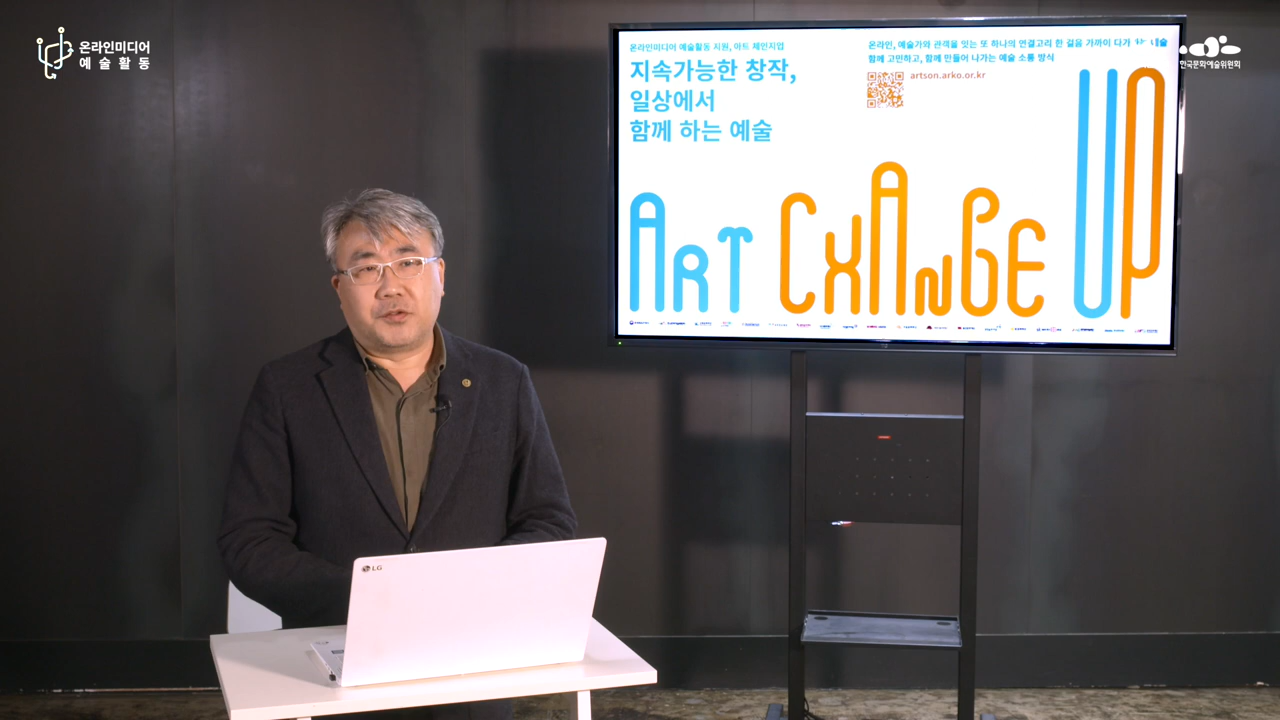 온라인미디어
예술활동
온라인미디어 예술활동 지원, 아트 체인지업
지속가능한 창작,
일상에서
함께 하는 예술
온라인, 예술가와 관객을 잇는 또 하나의 연결고리 한 걸음 가까이 다가
예술
함께 고민하고, 함께 만들어 나가는 예술 소통 방식
artson.arko.or.kr
한국문화예술위원회
ART CHANGE UP
LG